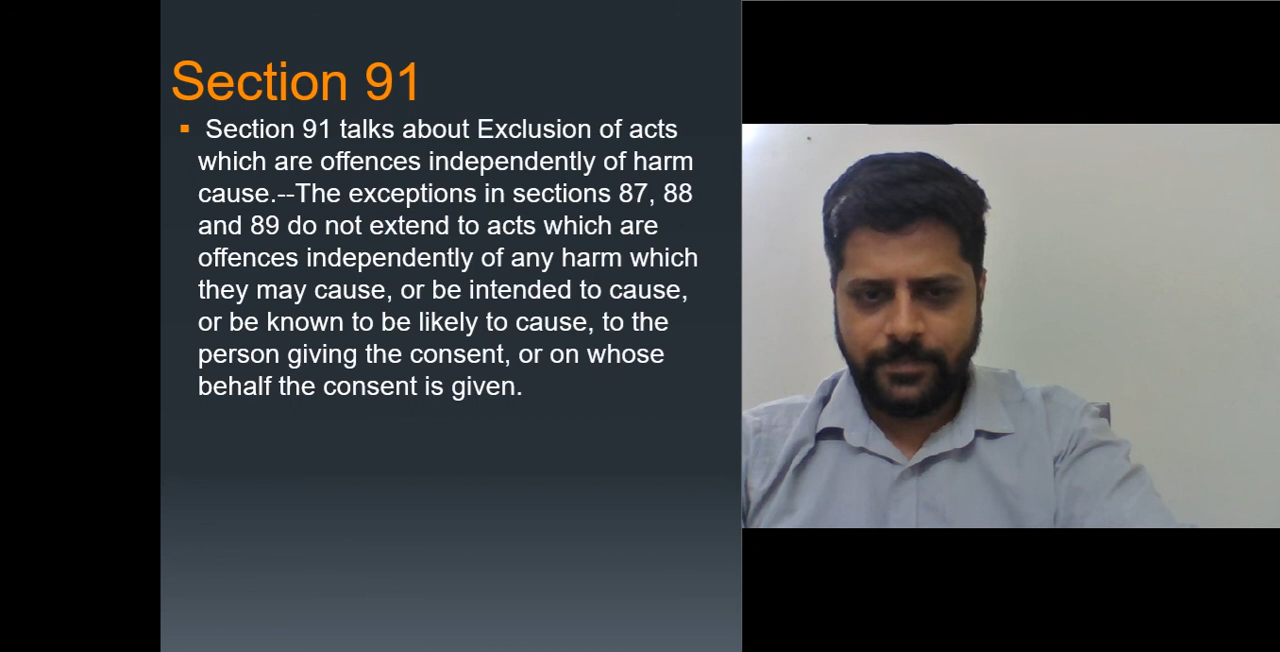 Section 91
Section 91 talks about Exclusion of acts
which are offences independently of harm
cause.--The exceptions in sections 87, 88
and 89 do not extend to acts which are
offences independently of any harm which
they may cause, or be intended to cause,
or be known to be likely to cause, to the
person giving the consent, or on whose
behalf the consent is given.